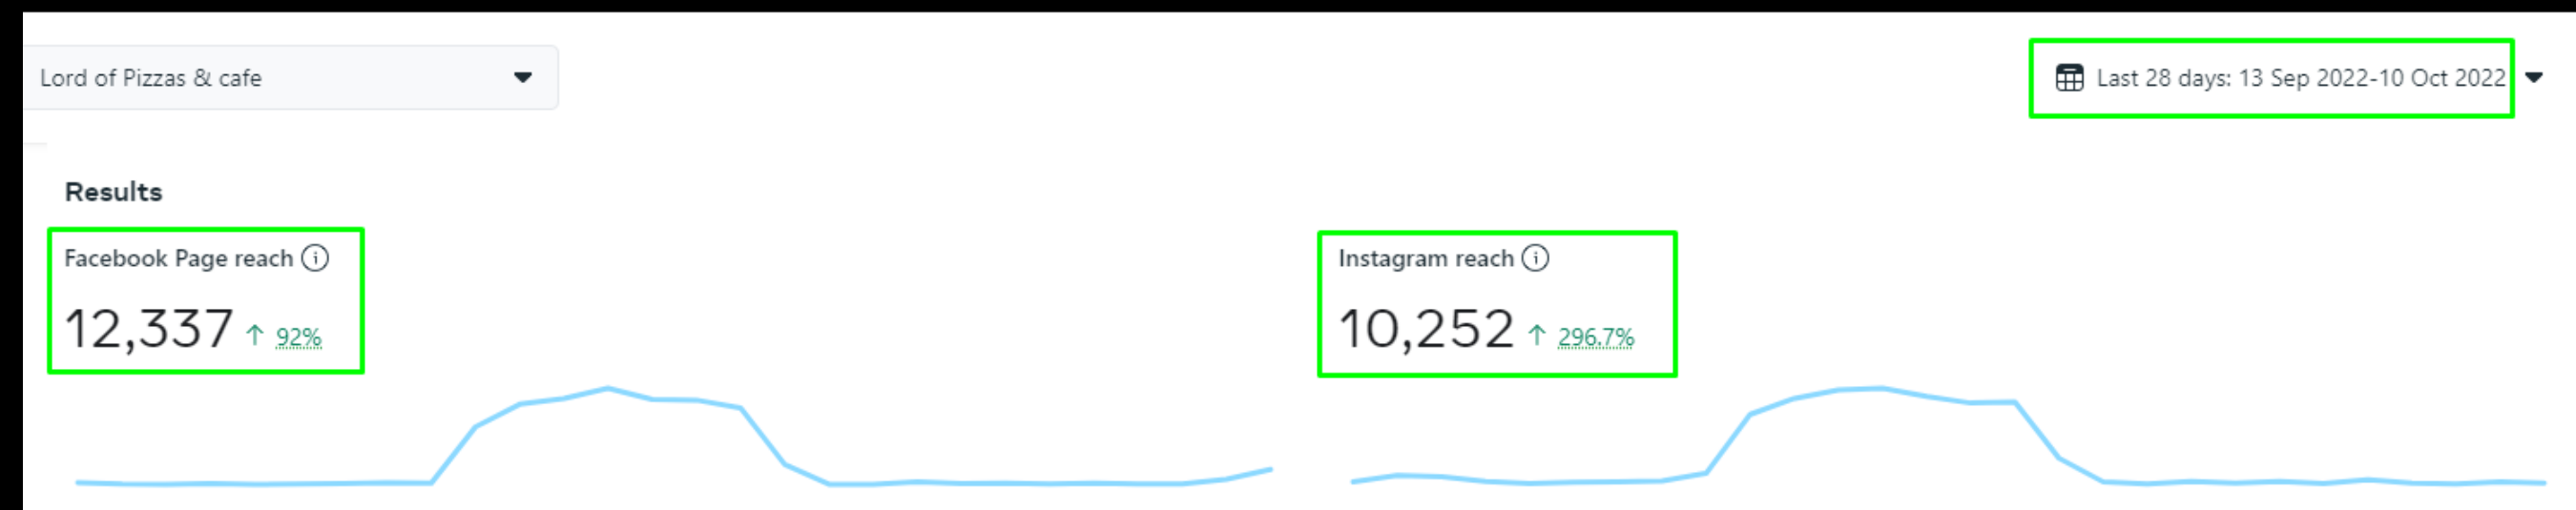 Lord of Pizzas & cafe
Last 28 days: 13 Sep 2022-10 Oct 2022
Results
Facebook Page reach
12,337 ↑ 92%
Instagram reach
10,252 ↑ 296.7%